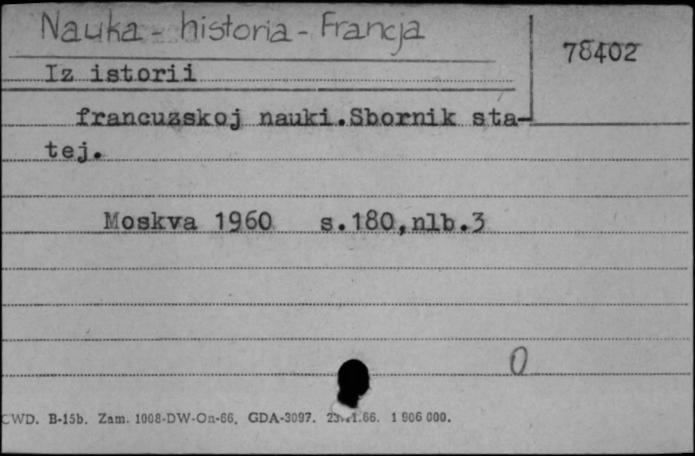 Nauka - historia - Francja
78402
Iz istorii
francuzskoj nauki.Sbornik sta-
tej.
Moskva 1960 s.180,nlb.3
0
CWD. B-15b. Zam. 1008-DW-On-66. GDA-3097. 1 906 000.